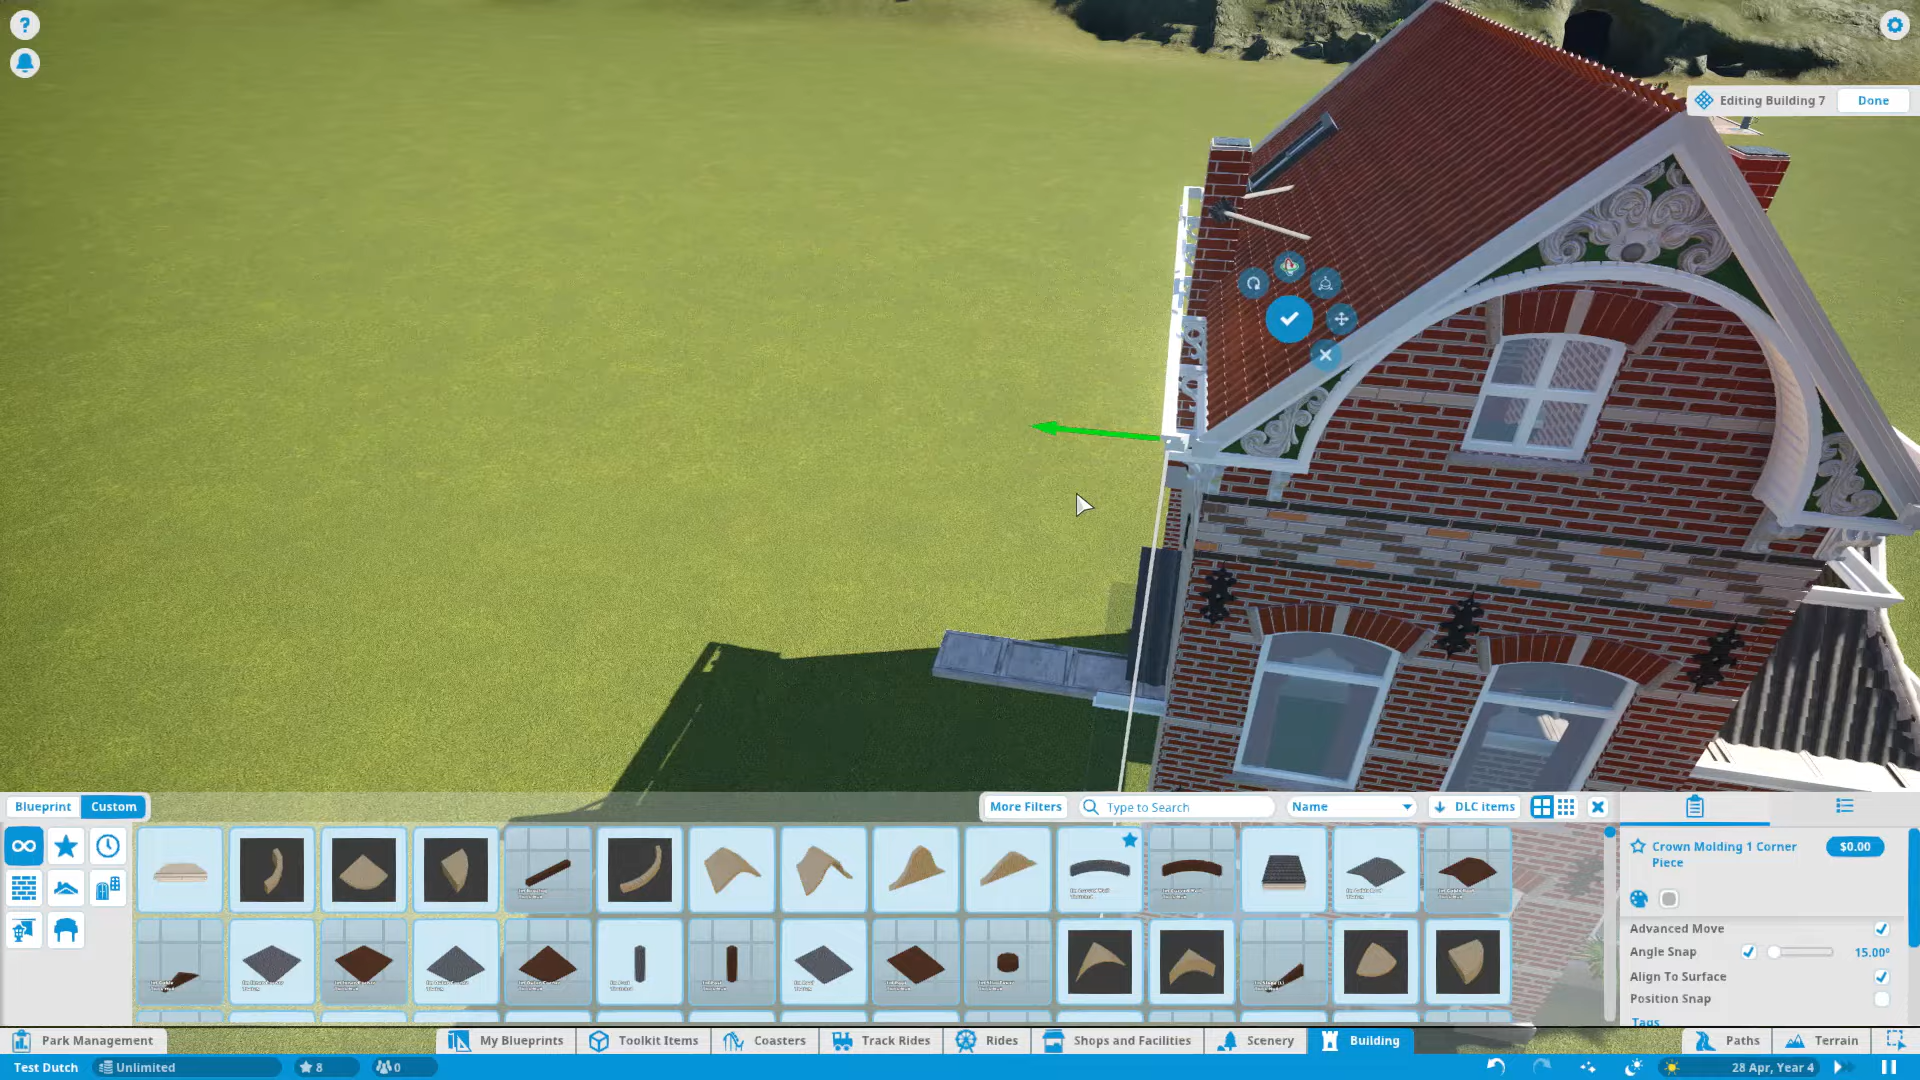 ?
Editing Building 7
Done
Blueprint
Custom
More Filters
Type to Search
Name
DLC items
Crown Molding 1 Corner
Piece
$0.00
Advanced Move
Angle Snap
15.00°
Align To Surface
Position Snap
Tags
Park Management
My Blueprints
Toolkit Items
Coasters
Track Rides
Rides
Shops and Facilities
Scenery
Building
Paths
Terrain
Test Dutch
Unlimited
8
0
28 Apr, Year 4